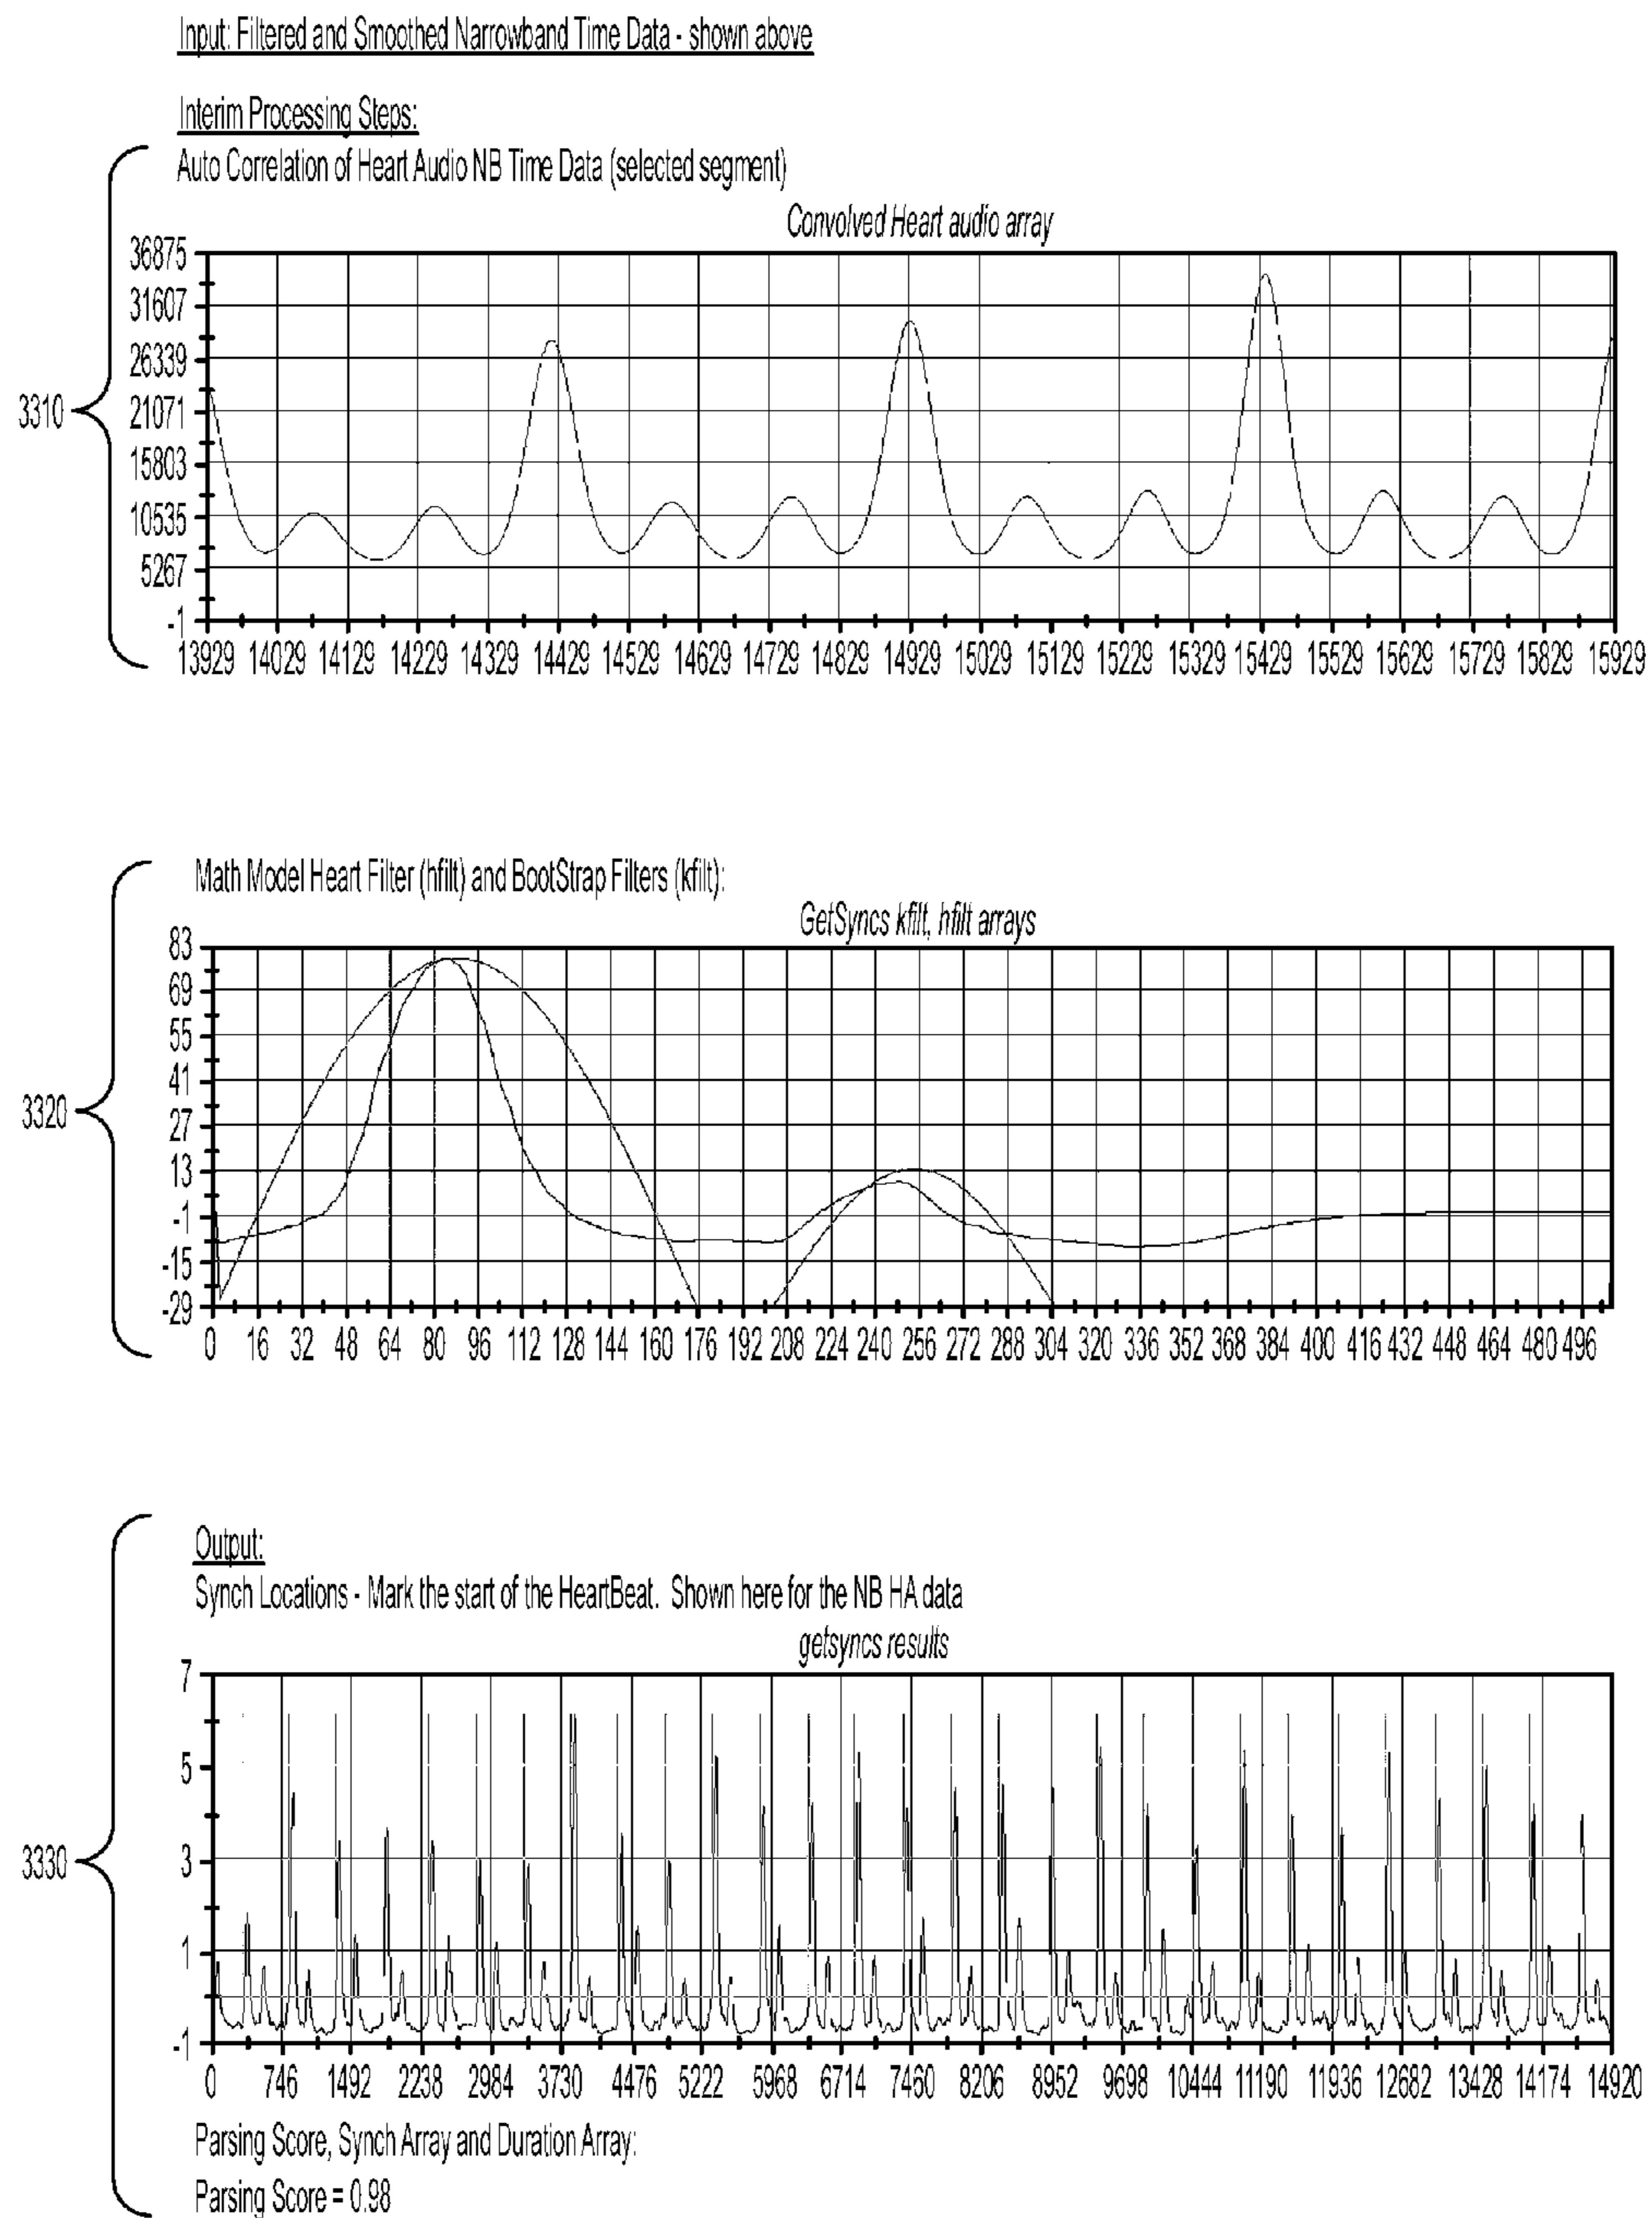 Input: Filtered and Smoothed Narrowband Time Data - shown above
Interim Processing Steps:
Auto Correlation of Heart Audio NB Time Data (selected segment)
Convolved Heart audio array
36875
31607
26339
21071
15803
10535
5267
-1
3310
13929 14029 14129 14229 14329 14429 14529 14629 14729 14829 14929 15029 15129 15229 15329 15429 15529 15629 15729 15829 15929
Math Model Heart Filter (hfilt) and BootStrap Filters (kfilt):
GetSyncs kfilt, hfilt arrays
83
69
55
41
27
13
-1
-15
-29
3320
0 16 32 48 64 80 96 112 128 144 160 176 192 208 224 240 256 272 288 304 320 336 352 368 384 400 416 432 448 464 480 496
Output:
Synch Locations - Mark the start of the HeartBeat. Shown here for the NB HA data
getsyncs results
7
5
3
1
-1
3330
0 746 1492 2238 2984 3730 4476 5222 5968 6714 7460 8206 8952 9698 10444 11190 11936 12682 13428 14174 14920
Parsing Score, Synch Array and Duration Array:
Parsing Score = 0.98